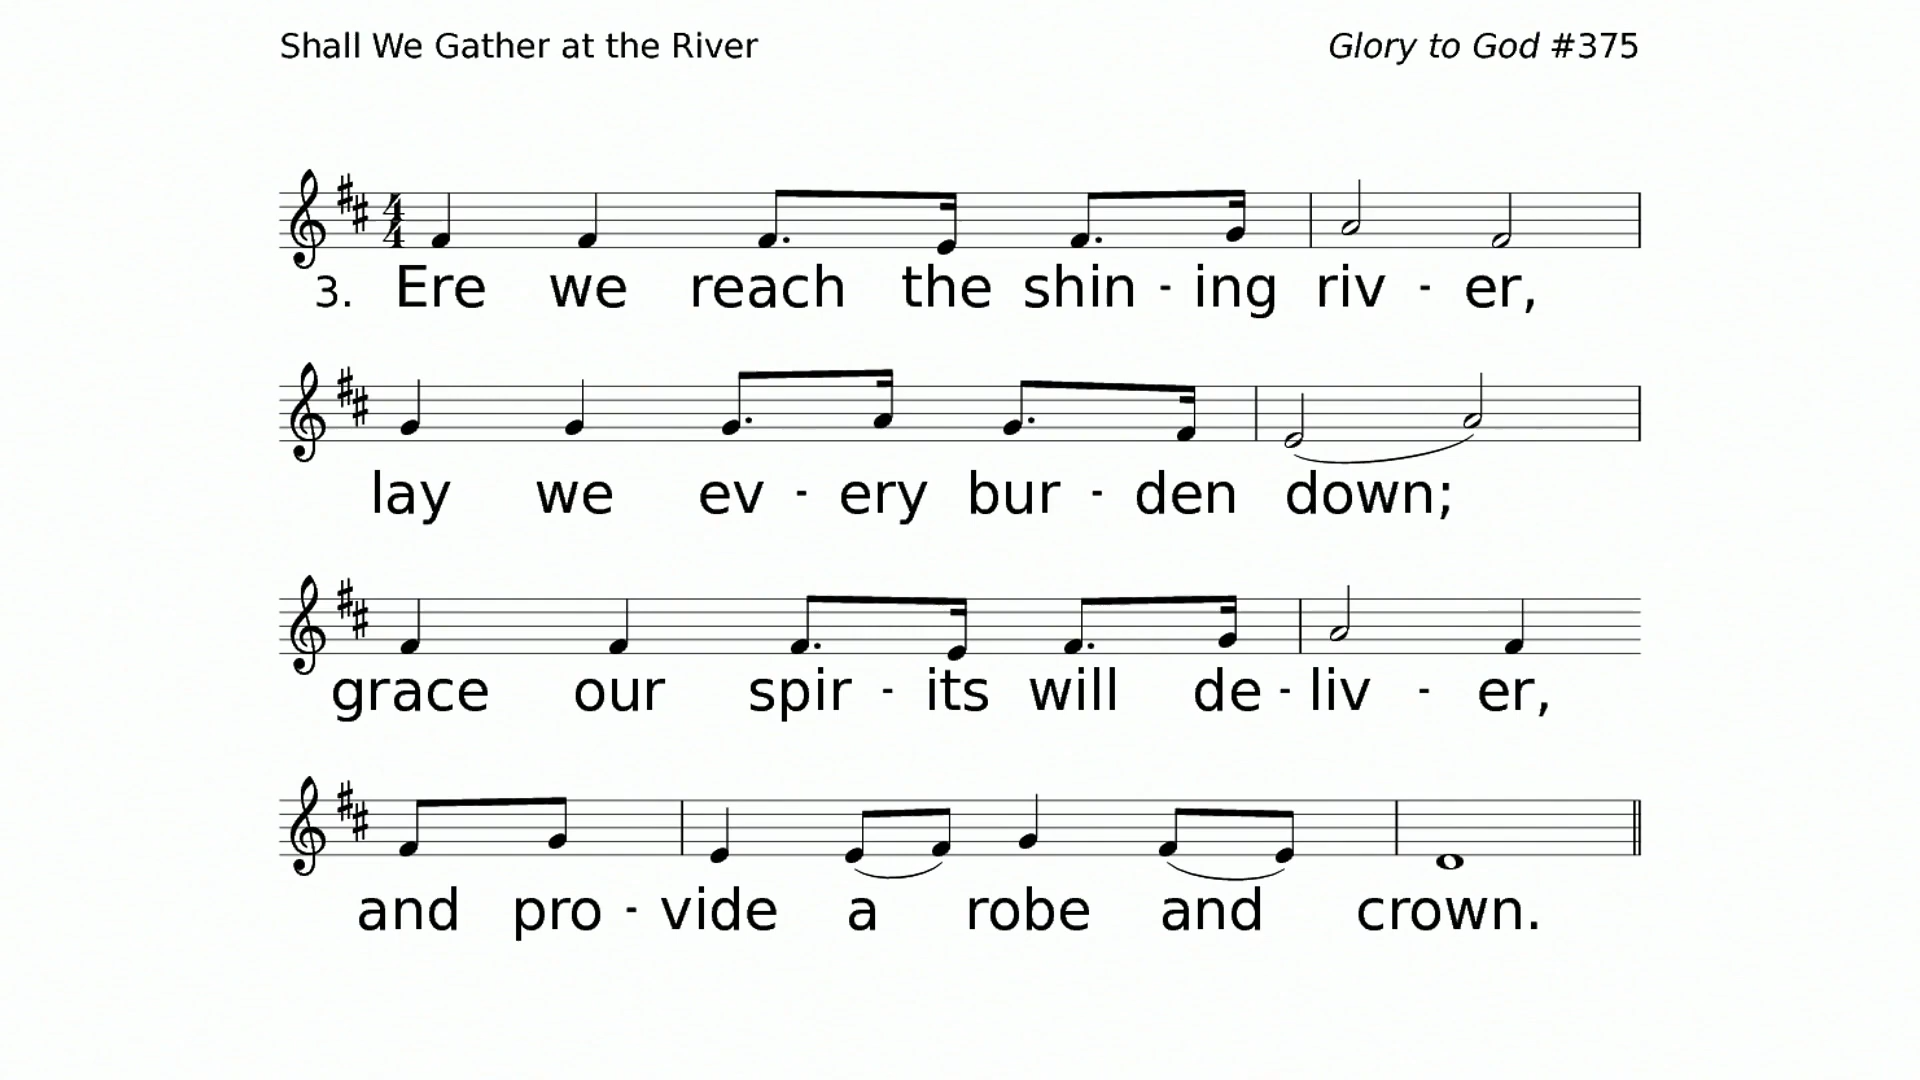 Shall We Gather at the River Glory to God #375
3. Ere we reach the shin - ing riv - er,
lay we ev - ery bur - den down;
grace our spir - its will de - liv - er,
and pro - vide a robe and crown.